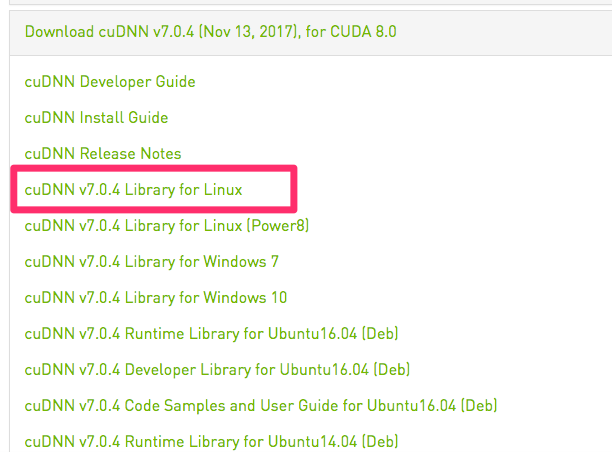 Download cuDNN v7.0.4 (Nov 13, 2017), for CUDA 8.0
cuDNN Developer Guide
cuDNN Install Guide
cuDNN Release Notes
cuDNN v7.0.4 Library for Linux
cuDNN v7.0.4 Library for Linux (Power8)
cuDNN v7.0.4 Library for Windows 7
cuDNN v7.0.4 Library for Windows 10
cuDNN v7.0.4 Runtime Library for Ubuntu16.04 (Deb)
cuDNN v7.0.4 Developer Library for Ubuntu16.04 (Deb)
cuDNN v7.0.4 Code Samples and User Guide for Ubuntu16.04 (Deb)
cuDNN v7.0.4 Runtime Library for Ubuntu14.04 (Deb)